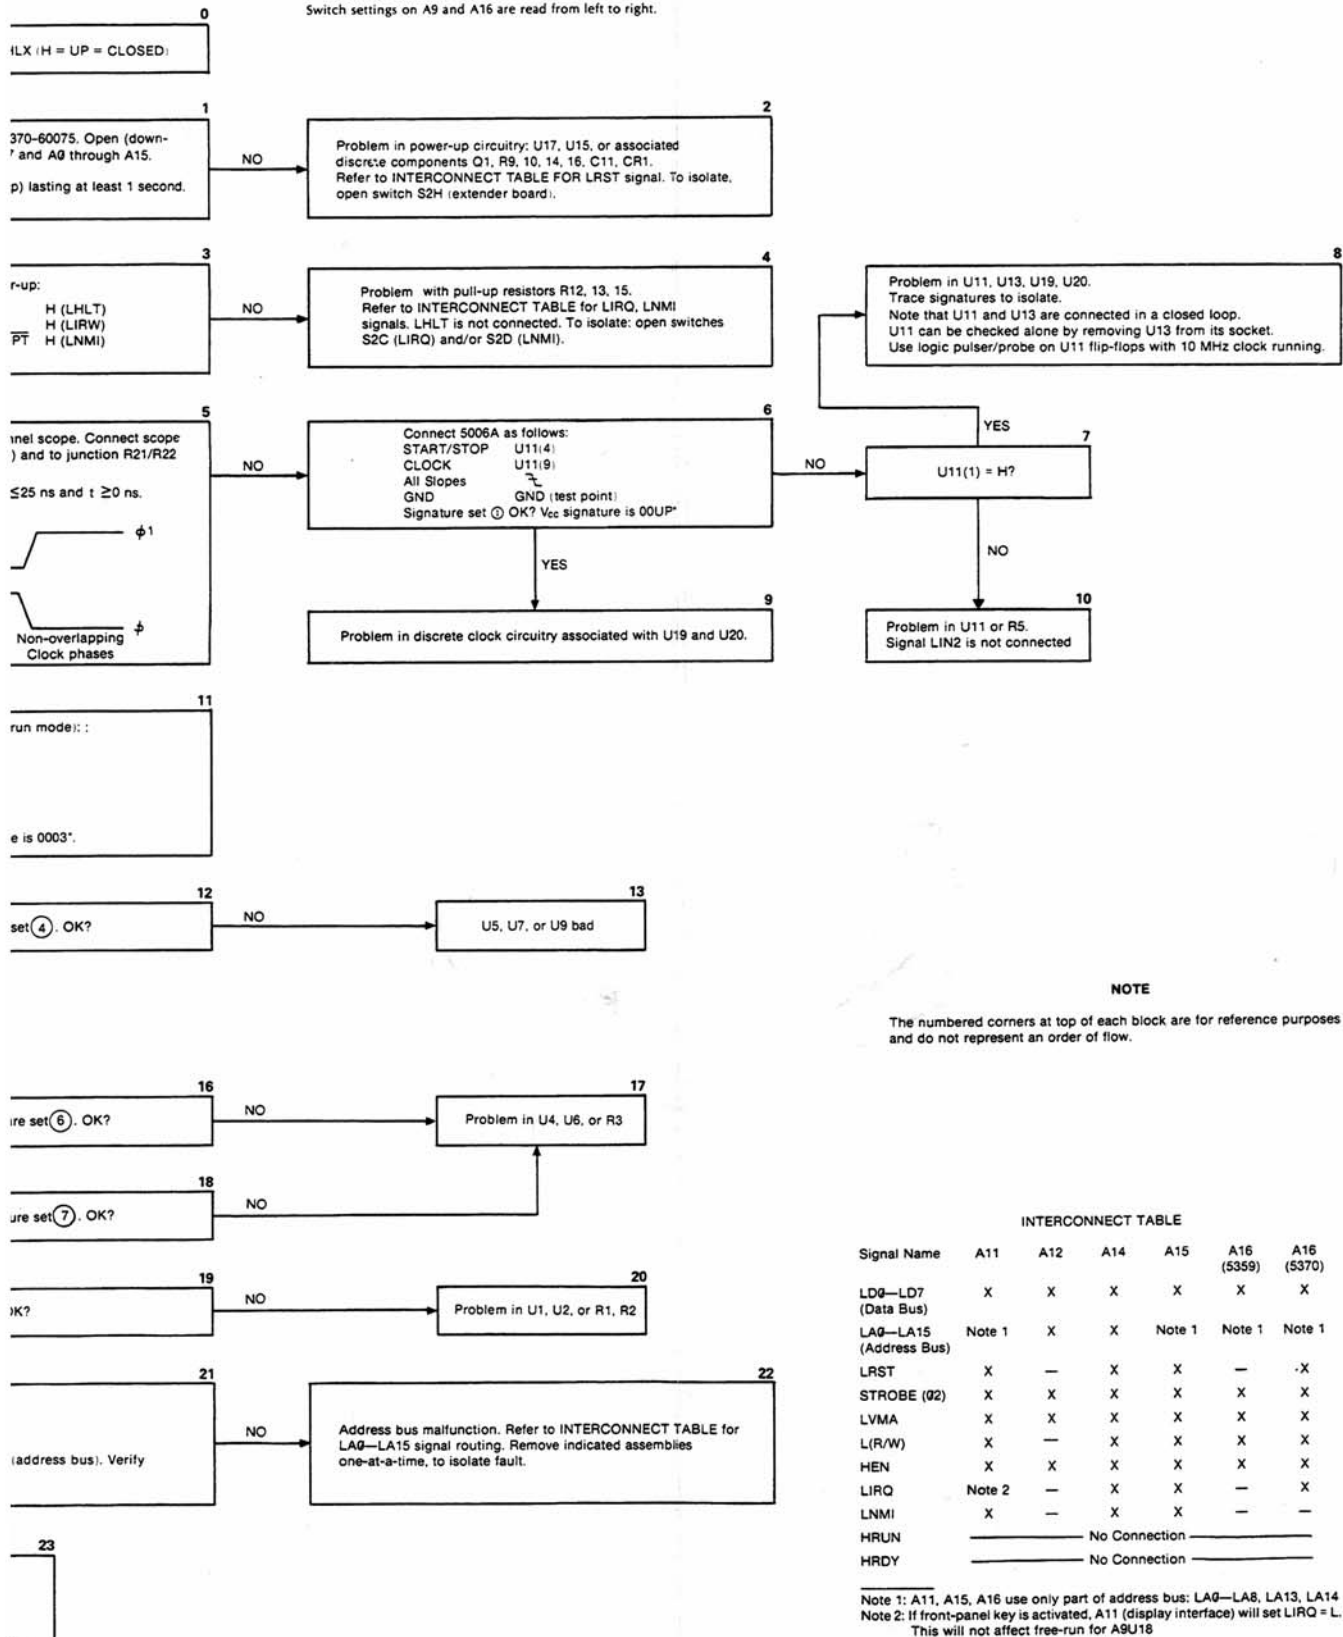 0
Switch settings on A9 and A16 are read from left to right.
HLX (H = UP = CLOSED)
1
370-60075. Open (down-
7 and A0 through A15.
p) lasting at least 1 second.
NO
2
Problem in power-up circuitry: U17, U15, or associated
discrete components Q1, R9, 10, 14, 16, C11, CR1.
Refer to INTERCONNECT TABLE FOR LRST signal. To isolate,
open switch S2H (extender board).
3
r-up:
H (LHLT)
H (LIRW)
PT H (LNMI)
NO
4
Problem with pull-up resistors R12, 13, 15.
Refer to INTERCONNECT TABLE for LIRQ, LNMI
signals. LHLT is not connected. To isolate: open switches
S2C (LIRQ) and/or S2D (LNMI).
8
Problem in U11, U13, U19, U20.
Trace signatures to isolate.
Note that U11 and U13 are connected in a closed loop.
U11 can be checked alone by removing U13 from its socket.
Use logic pulser/probe on U11 flip-flops with 10 MHz clock running.
5
nnel scope. Connect scope
) and to junction R21/R22
≤25 ns and t ≥0 ns.
ϕ1
ϕ
Non-overlapping
Clock phases
NO
6
Connect 5006A as follows:
START/STOP U11(4)
CLOCK U11(9)
All Slopes
GND GND (test point)
Signature set ① OK? Vcc signature is 00UP*
NO
YES
7
U11(1) = H?
YES
NO
9
Problem in discrete clock circuitry associated with U19 and U20.
10
Problem in U11 or R5.
Signal LIN2 is not connected
11
run mode): :
e is 0003*.
12
set ④. OK?
NO
13
U5, U7, or U9 bad
NOTE
The numbered corners at top of each block are for reference purposes
and do not represent an order of flow.
16
ure set ⑥. OK?
NO
17
Problem in U4, U6, or R3
18
ure set ⑦. OK?
NO
19
OK?
NO
20
Problem in U1, U2, or R1, R2
21
(address bus). Verify
NO
22
Address bus malfunction. Refer to INTERCONNECT TABLE for
LA0—LA15 signal routing. Remove indicated assemblies
one-at-a-time, to isolate fault.
23
INTERCONNECT TABLE
Signal Name A11 A12 A14 A15 A16 (5359) A16 (5370)
LD0—LD7 (Data Bus) X X X X X X
LA0—LA15 (Address Bus) Note 1 X X Note 1 Note 1 Note 1
LRST X — X X — X
STROBE (02) X X X X X X
LVMA X X X X X X
L(R/W) X — X X X X
HEN X X X X X X
LIRQ Note 2 — X X — X
LNMI X — X X — —
HRUN No Connection
HRDY No Connection
Note 1: A11, A15, A16 use only part of address bus: LA0—LA8, LA13, LA14
Note 2: If front-panel key is activated, A11 (display interface) will set LIRQ = L.
This will not affect free-run for A9U18